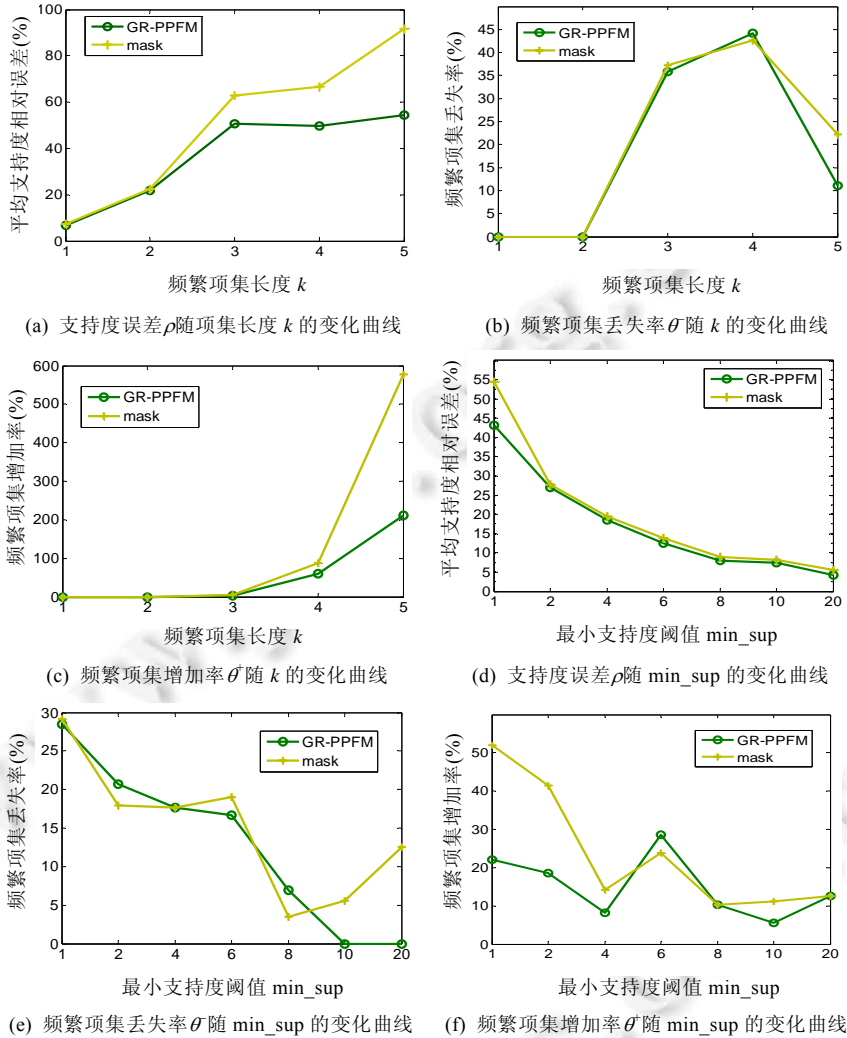 100
80
60
40
20
0
GR-PPFM
mask
平均支持度相对误差(%)
1
2
3
4
5
频繁项集长度 k
(a) 支持度误差ρ随项集长度 k 的变化曲线
50
45
40
35
30
25
20
15
10
5
0
GR-PPFM
mask
频繁项集丢失率(%)
1
2
3
4
5
频繁项集长度 k
(b) 频繁项集丢失率θ⁻随 k 的变化曲线
600
500
400
300
200
100
0
GR-PPFM
mask
频繁项集增加率(%)
1
2
3
4
5
频繁项集长度 k
(c) 频繁项集增加率θ⁺随 k 的变化曲线
55
50
45
40
35
30
25
20
15
10
5
0
GR-PPFM
mask
平均支持度相对误差(%)
1
2
4
6
8
10
20
最小支持度阈值 min_sup
(d) 支持度误差ρ随 min_sup 的变化曲线
30
25
20
15
10
5
0
GR-PPFM
mask
频繁项集丢失率(%)
1
2
4
6
8
10
20
最小支持度阈值 min_sup
(e) 频繁项集丢失率θ⁻随 min_sup 的变化曲线
50
40
30
20
10
0
GR-PPFM
mask
频繁项集增加率(%)
1
2
4
6
8
10
20
最小支持度阈值 min_sup
(f) 频繁项集增加率θ⁺随 min_sup 的变化曲线